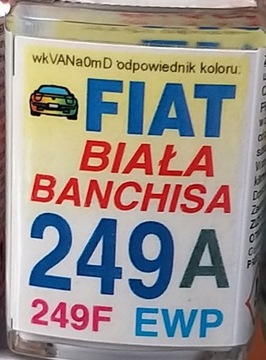 wkVANa0mD odpowiednik koloru:
FIAT
BIAŁA
BANCHISA
249A
249F EWP